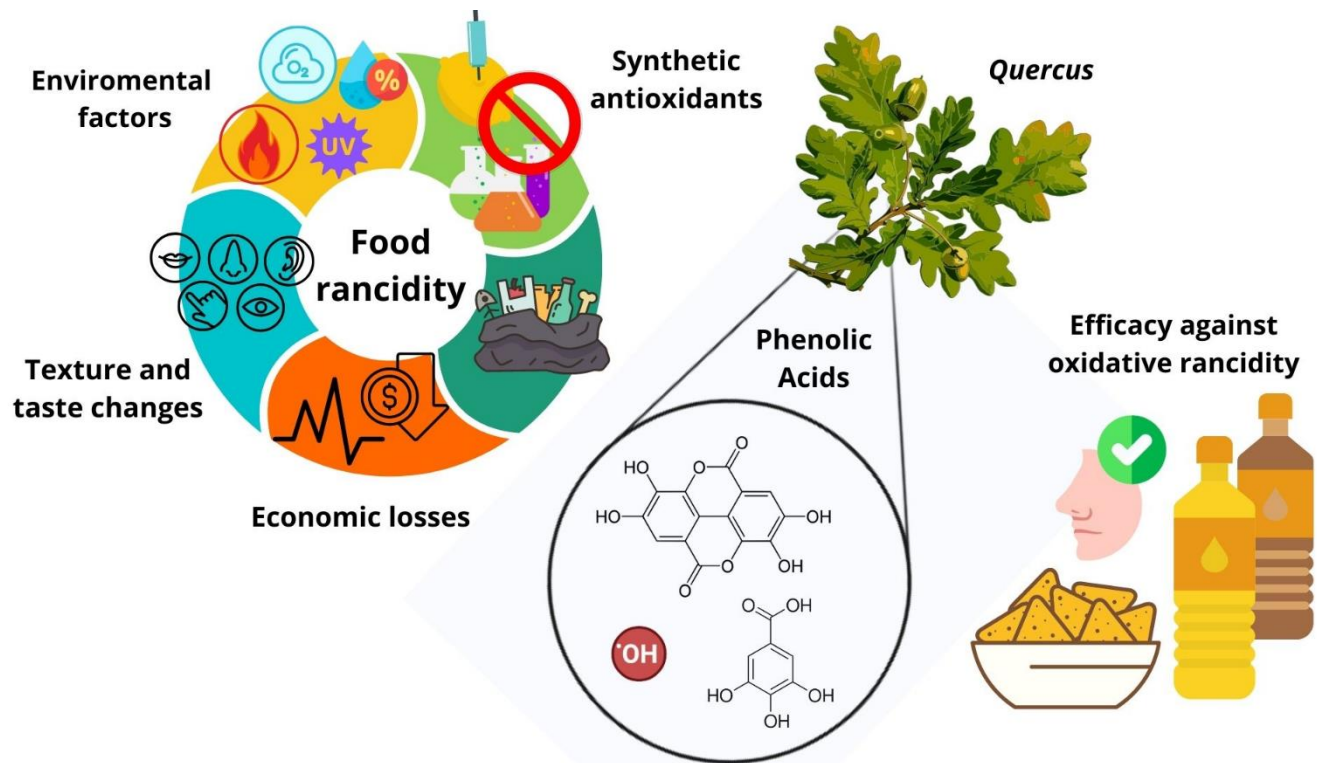 Enviromental
factors
O2
%
UV
Synthetic
antioxidants
Quercus
Food
rancidity
Texture and
taste changes
$
Economic losses
Phenolic
Acids
Efficacy against
oxidative rancidity
O
HO
O
HO
OH
O
OH
O
O
OH
•OH
HO
OH
OH